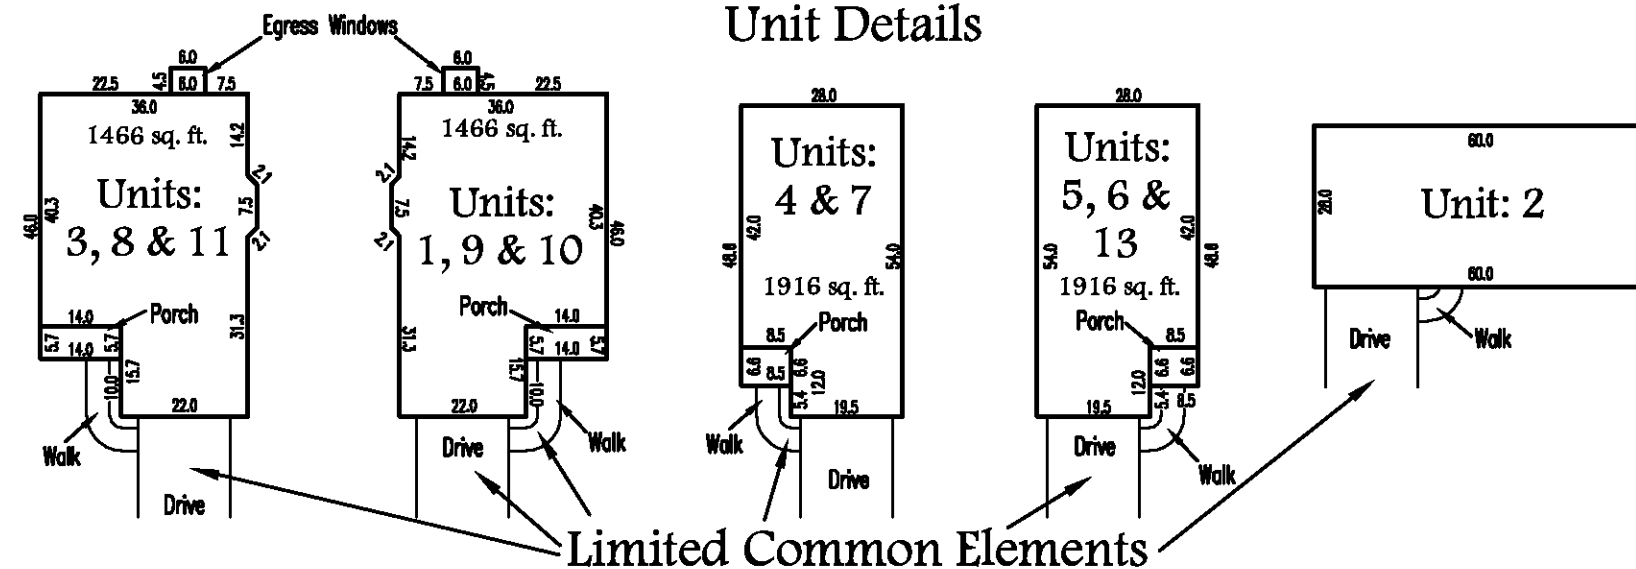 Unit Details
Egress Windows
6.0
22.5 4.5 6.0 7.5
36.0
1466 sq. ft.
14.2
2.1
7.5
2.1
46.0 40.3
Units:
3, 8 & 11
31.3
14.0
Porch
5.7 14.0 5.7
10.0 15.7
22.0
Walk
Drive
6.0
7.5 6.0 4.5 22.5
36.0
1466 sq. ft.
14.2
2.1
7.5
2.1
40.3 46.0
Units:
1, 9 & 10
31.3
Porch
14.0
5.7 14.0 5.7
15.7 10.0
22.0
Drive
Walk
28.0
Units:
4 & 7
42.0
48.6
54.0
1916 sq. ft.
8.5
Porch
6.6 8.5 6.6
12.0
5.4
19.5
Walk
Drive
28.0
Units:
5, 6 &
13
42.0
48.6
54.0
1916 sq. ft.
Porch
8.5
6.6 6.6
12.0
5.4 8.5
19.5
Drive
Walk
60.0
28.0
Unit: 2
60.0
Drive
Walk
Limited Common Elements